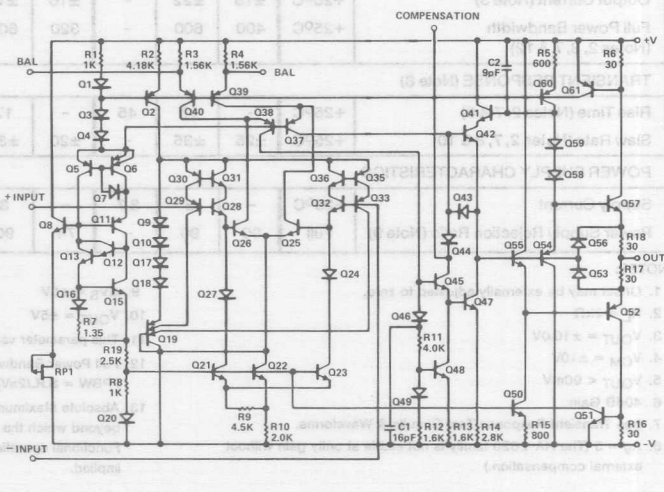 COMPENSATION
+V
BAL
BAL
R1
1K
R2
4.18K
R3
1.56K
R4
1.56K
C2
9pF
R5
600
R6
30
Q1
Q3
Q4
Q2
Q40
Q39
Q38
Q37
Q41
Q42
Q60
Q61
Q59
Q58
Q5
Q6
Q7
Q30
Q31
Q36
Q35
+INPUT
Q8
Q11
Q29
Q28
Q32
Q33
Q43
Q57
Q9
Q10
Q17
Q18
Q26
Q25
Q13
Q12
Q44
Q55
Q54
Q56
R18
30
OUT
R17
30
Q53
Q16
Q15
Q27
Q24
Q45
Q47
Q52
R7
1.35
Q46
R19
2.5K
Q19
R11
4.0K
RP1
R8
1K
Q21
Q22
Q23
Q48
Q49
Q50
Q51
Q20
R9
4.5K
R10
2.0K
C1
16pF
R12
1.6K
R13
1.6K
R14
2.8K
R15
800
R16
30
-V
-INPUT